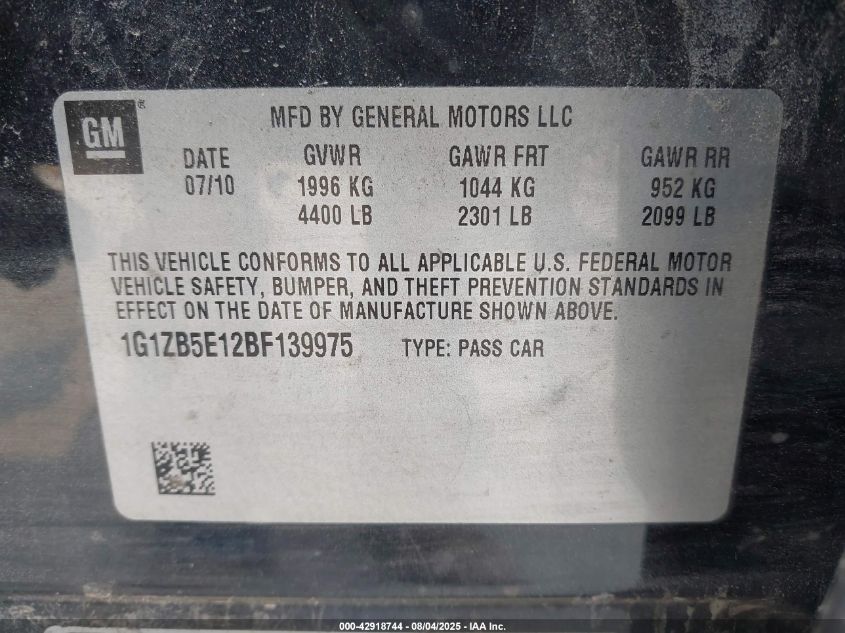 GM®
MFD BY GENERAL MOTORS LLC
DATE GVWR GAWR FRT GAWR RR
07/10 1996 KG 1044 KG 952 KG
4400 LB 2301 LB 2099 LB
THIS VEHICLE CONFORMS TO ALL APPLICABLE U.S. FEDERAL MOTOR
VEHICLE SAFETY, BUMPER, AND THEFT PREVENTION STANDARDS IN
EFFECT ON THE DATE OF MANUFACTURE SHOWN ABOVE.
1G1ZB5E12BF139975 TYPE: PASS CAR
000-42918744 - 08/04/2025 - IAA Inc.